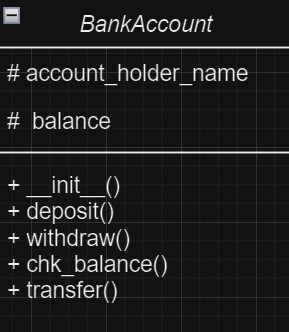 BankAccount
# account_holder_name
#  balance
+ __init__()
+ deposit()
+ withdraw()
+ chk_balance()
+ transfer()